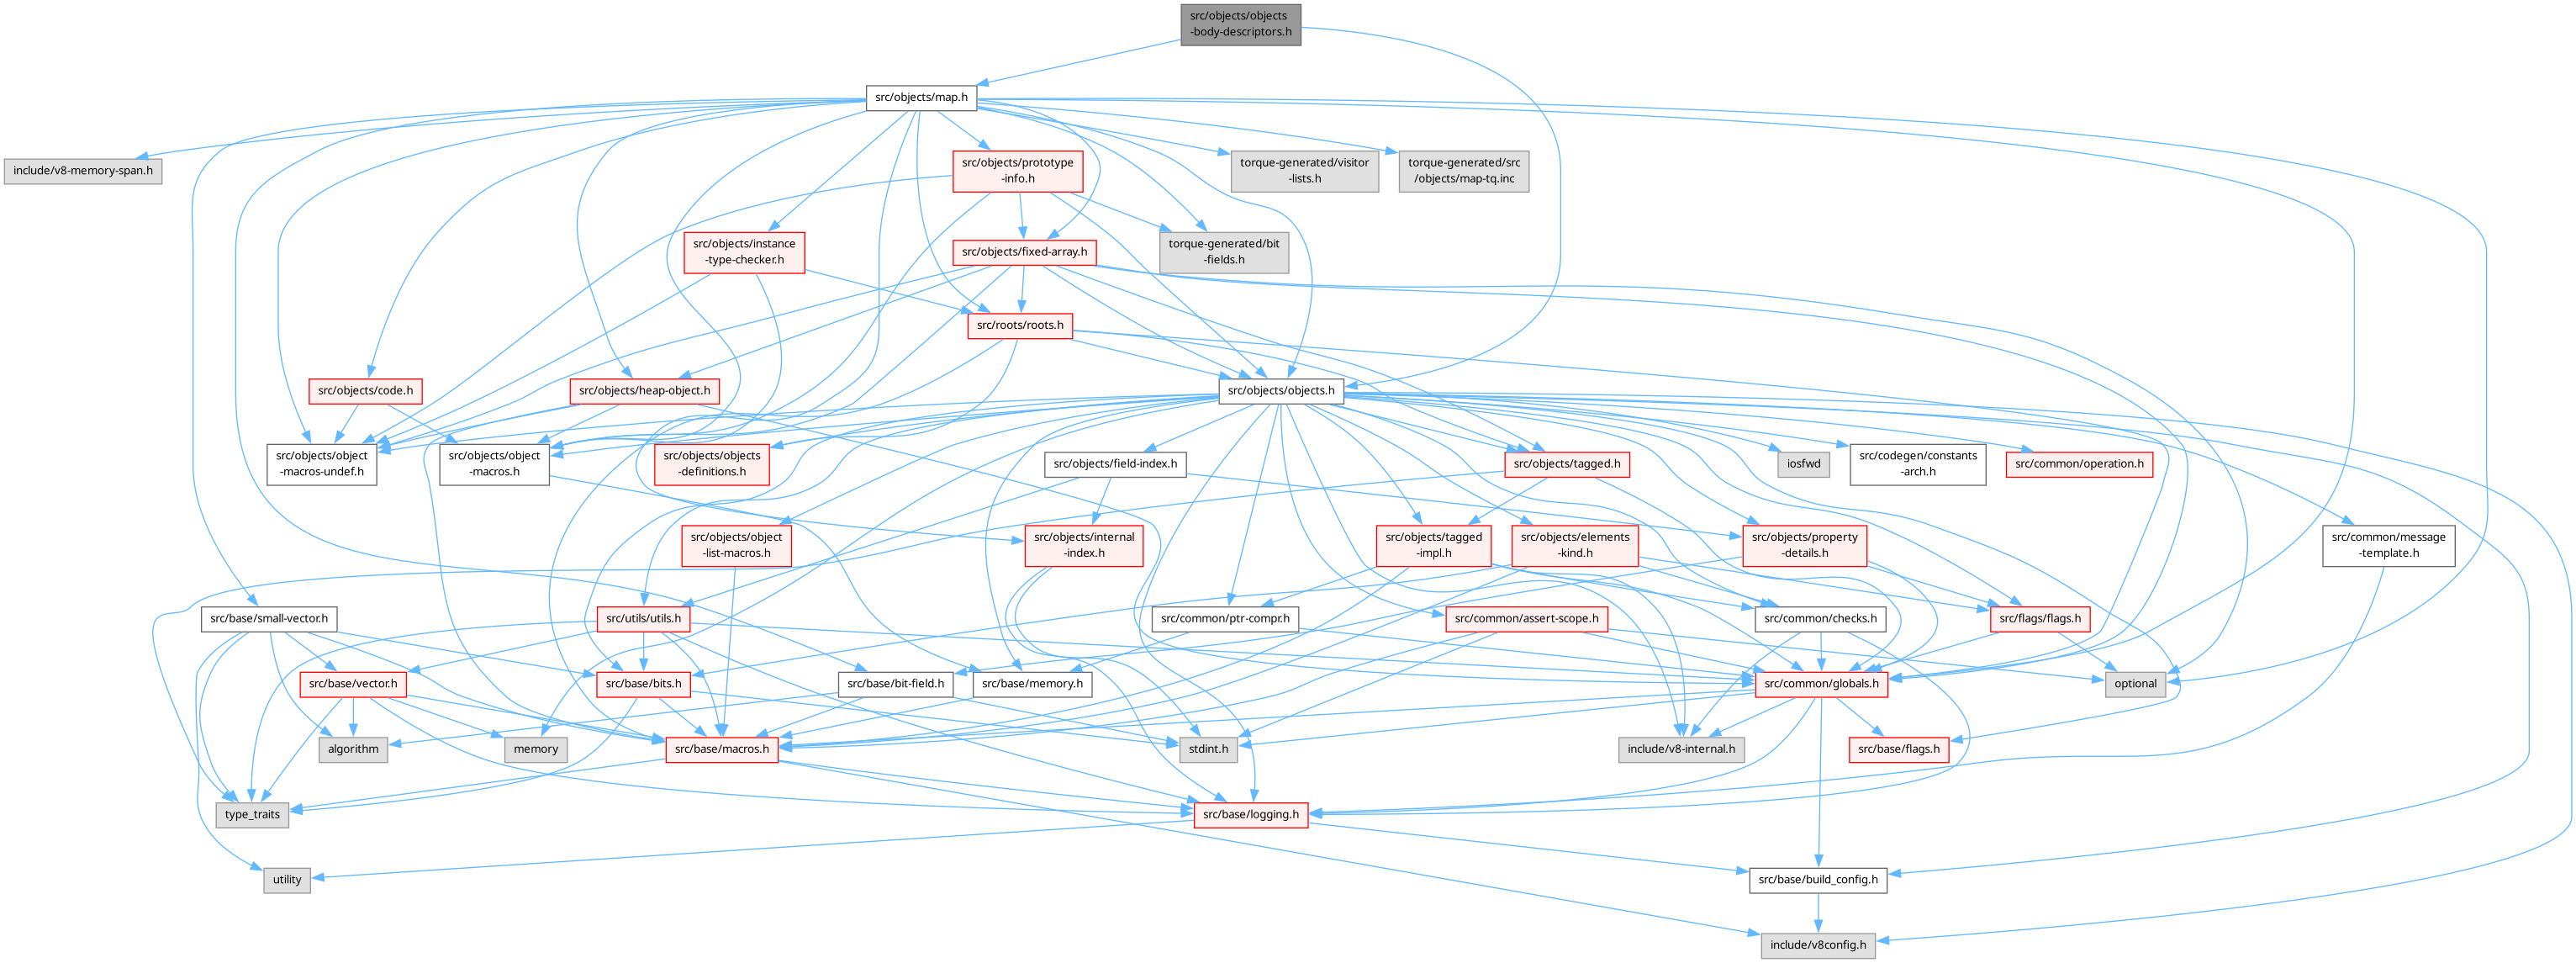 src/objects/objects
-body-descriptors.h
src/objects/map.h
include/v8-memory-span.h
src/objects/prototype
-info.h
torque-generated/visitor
-lists.h
torque-generated/src
/objects/map-tq.inc
src/objects/instance
-type-checker.h
src/objects/fixed-array.h
torque-generated/bit
-fields.h
src/roots/roots.h
src/objects/code.h
src/objects/heap-object.h
src/objects/objects.h
src/objects/object
-macros-undef.h
src/objects/object
-macros.h
src/objects/objects
-definitions.h
src/objects/field-index.h
src/objects/tagged.h
iosfwd
src/codegen/constants
-arch.h
src/common/operation.h
src/objects/object
-list-macros.h
src/objects/internal
-index.h
src/objects/tagged
-impl.h
src/objects/elements
-kind.h
src/objects/property
-details.h
src/common/message
-template.h
src/base/small-vector.h
src/utils/utils.h
src/common/ptr-compr.h
src/common/assert-scope.h
src/common/checks.h
src/flags/flags.h
src/base/vector.h
src/base/bits.h
src/base/bit-field.h
src/base/memory.h
src/common/globals.h
optional
algorithm
memory
src/base/macros.h
stdint.h
include/v8-internal.h
src/base/flags.h
type_traits
src/base/logging.h
utility
src/base/build_config.h
include/v8config.h